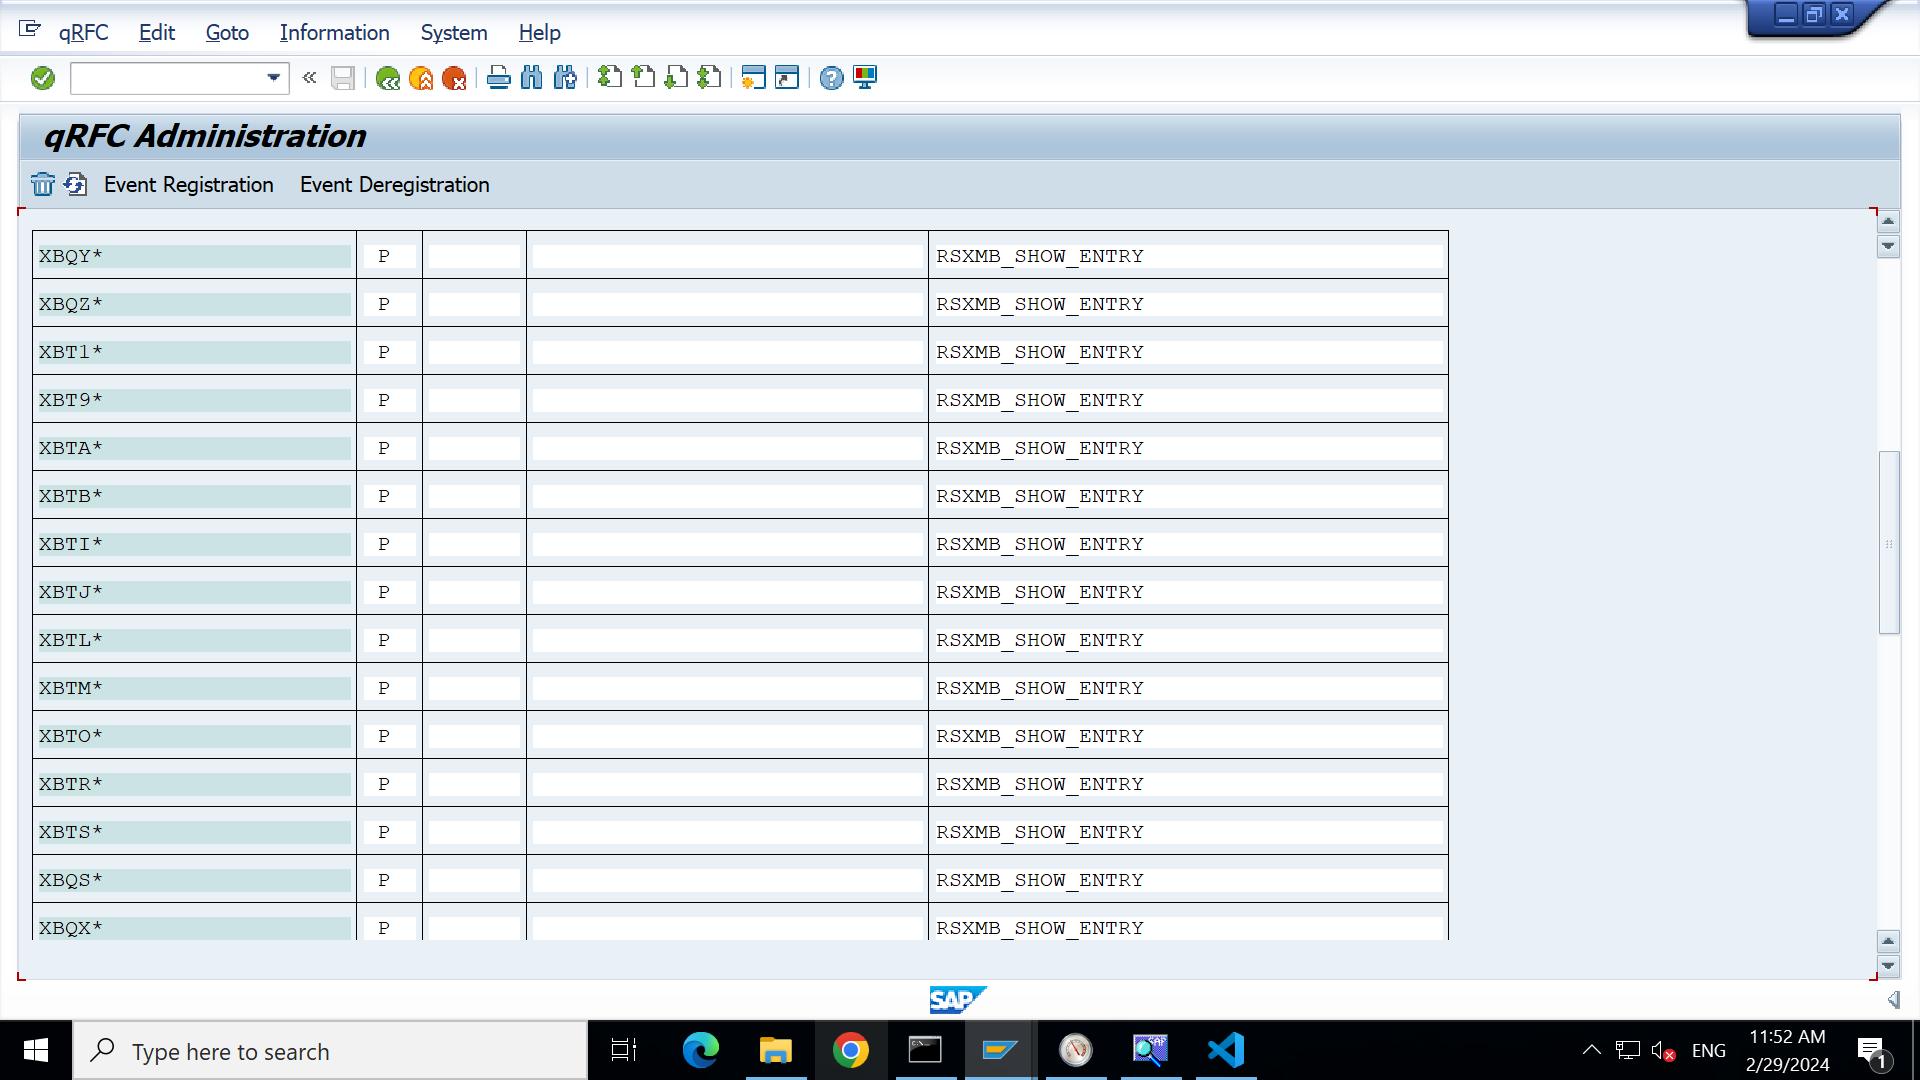 qRFC Edit Goto Information System Help
qRFC Administration
Event Registration Event Deregistration
XBQY* P RSXMB_SHOW_ENTRY
XBQZ* P RSXMB_SHOW_ENTRY
XBT1* P RSXMB_SHOW_ENTRY
XBT9* P RSXMB_SHOW_ENTRY
XBTA* P RSXMB_SHOW_ENTRY
XBTB* P RSXMB_SHOW_ENTRY
XBTI* P RSXMB_SHOW_ENTRY
XBTJ* P RSXMB_SHOW_ENTRY
XBTL* P RSXMB_SHOW_ENTRY
XBTM* P RSXMB_SHOW_ENTRY
XBTO* P RSXMB_SHOW_ENTRY
XBTR* P RSXMB_SHOW_ENTRY
XBTS* P RSXMB_SHOW_ENTRY
XBQS* P RSXMB_SHOW_ENTRY
XBQX* P RSXMB_SHOW_ENTRY
SAP
Type here to search
ENG
11:52 AM
2/29/2024
1